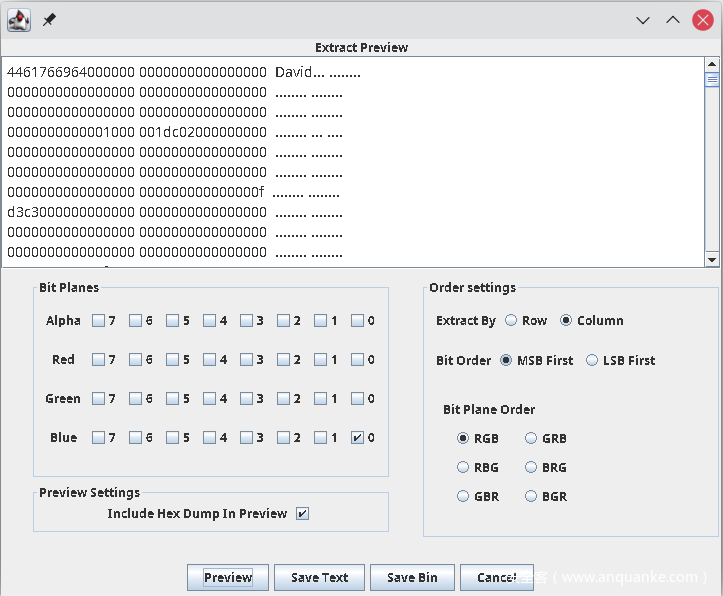 Extract Preview
4461766964000000 0000000000000000 David... ........
0000000000000000 0000000000000000 ........ ........
0000000000000000 0000000000000000 ........ ........
0000000000001000 001dc02000000000 ........ ... ....
0000000000000000 0000000000000000 ........ ........
0000000000000000 0000000000000000 ........ ........
0000000000000000 000000000000000f ........ ........
d3c3000000000000 0000000000000000 ........ ........
0000000000000000 0000000000000000 ........ ........
0000000000000000 0000000000000000 ........ ........
Bit Planes
Alpha 7 6 5 4 3 2 1 0
Red 7 6 5 4 3 2 1 0
Green 7 6 5 4 3 2 1 0
Blue 7 6 5 4 3 2 1 0
Preview Settings
Include Hex Dump In Preview
Order settings
Extract By Row Column
Bit Order MSB First LSB First
Bit Plane Order
RGB GRB
RBG BRG
GBR BGR
Preview Save Text Save Bin Cancel
安全客 ( www.anquanke.com )